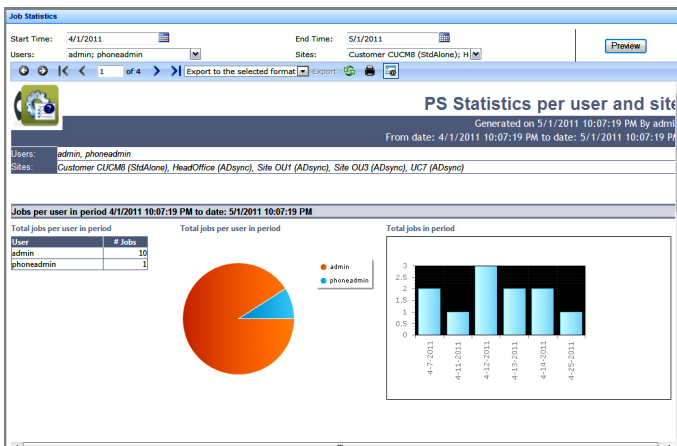 Job Statistics
Start Time: 4/1/2011 End Time: 5/1/2011
Users: admin; phoneadmin Sites: Customer CUCM8 (StdAlone); H
Preview
1 of 4 Export to the selected format Export
PS Statistics per user and site
Generated on 5/1/2011 10:07:19 PM By admi
From date: 4/1/2011 10:07:19 PM to date: 5/1/2011 10:07:19 PM
Users: admin, phoneadmin
Sites: Customer CUCM8 (StdAlone), HeadOffice (ADsync), Site OU1 (ADsync), Site OU3 (ADsync), UC7 (ADsync)
Jobs per user in period 4/1/2011 10:07:19 PM to date: 5/1/2011 10:07:19 PM
Total jobs per user in period
User # Jobs
admin 10
phoneadmin 1
Total jobs per user in period
admin
phoneadmin
Total jobs in period
3
2.5
2
1.5
1
0.5
0
4-7-2011
4-11-2011
4-12-2011
4-13-2011
4-14-2011
4-25-2011